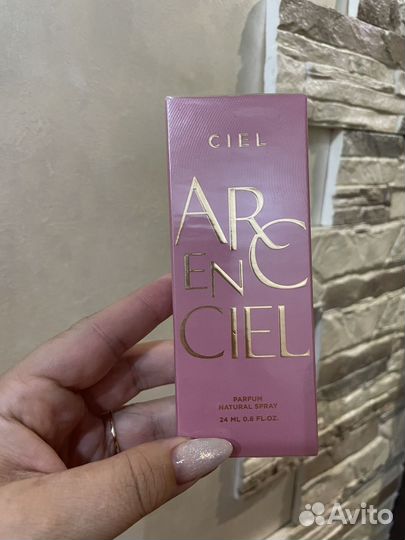 CIEL
ARC
EN
CIEL
PARFUM
NATURAL SPRAY
24 ML 0.8 FL.OZ.
Avito